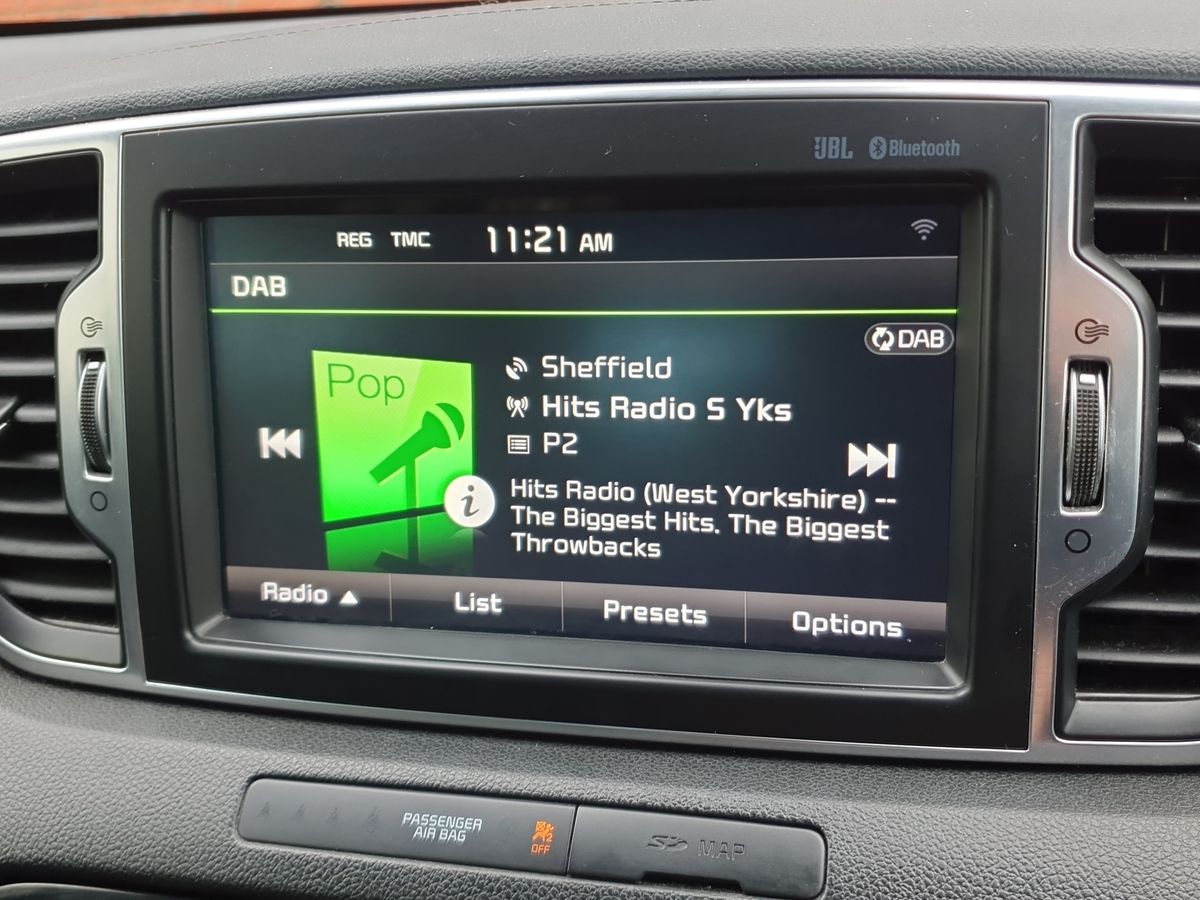 JBL Bluetooth
REG TMC 11:21 AM
DAB
DAB
Pop
Sheffield
Hits Radio S Yks
P2
i
Hits Radio (West Yorkshire) --
The Biggest Hits. The Biggest
Throwbacks
Radio ▲ List Presets Options
PASSENGER
AIR BAG
2
OFF
SD MAP